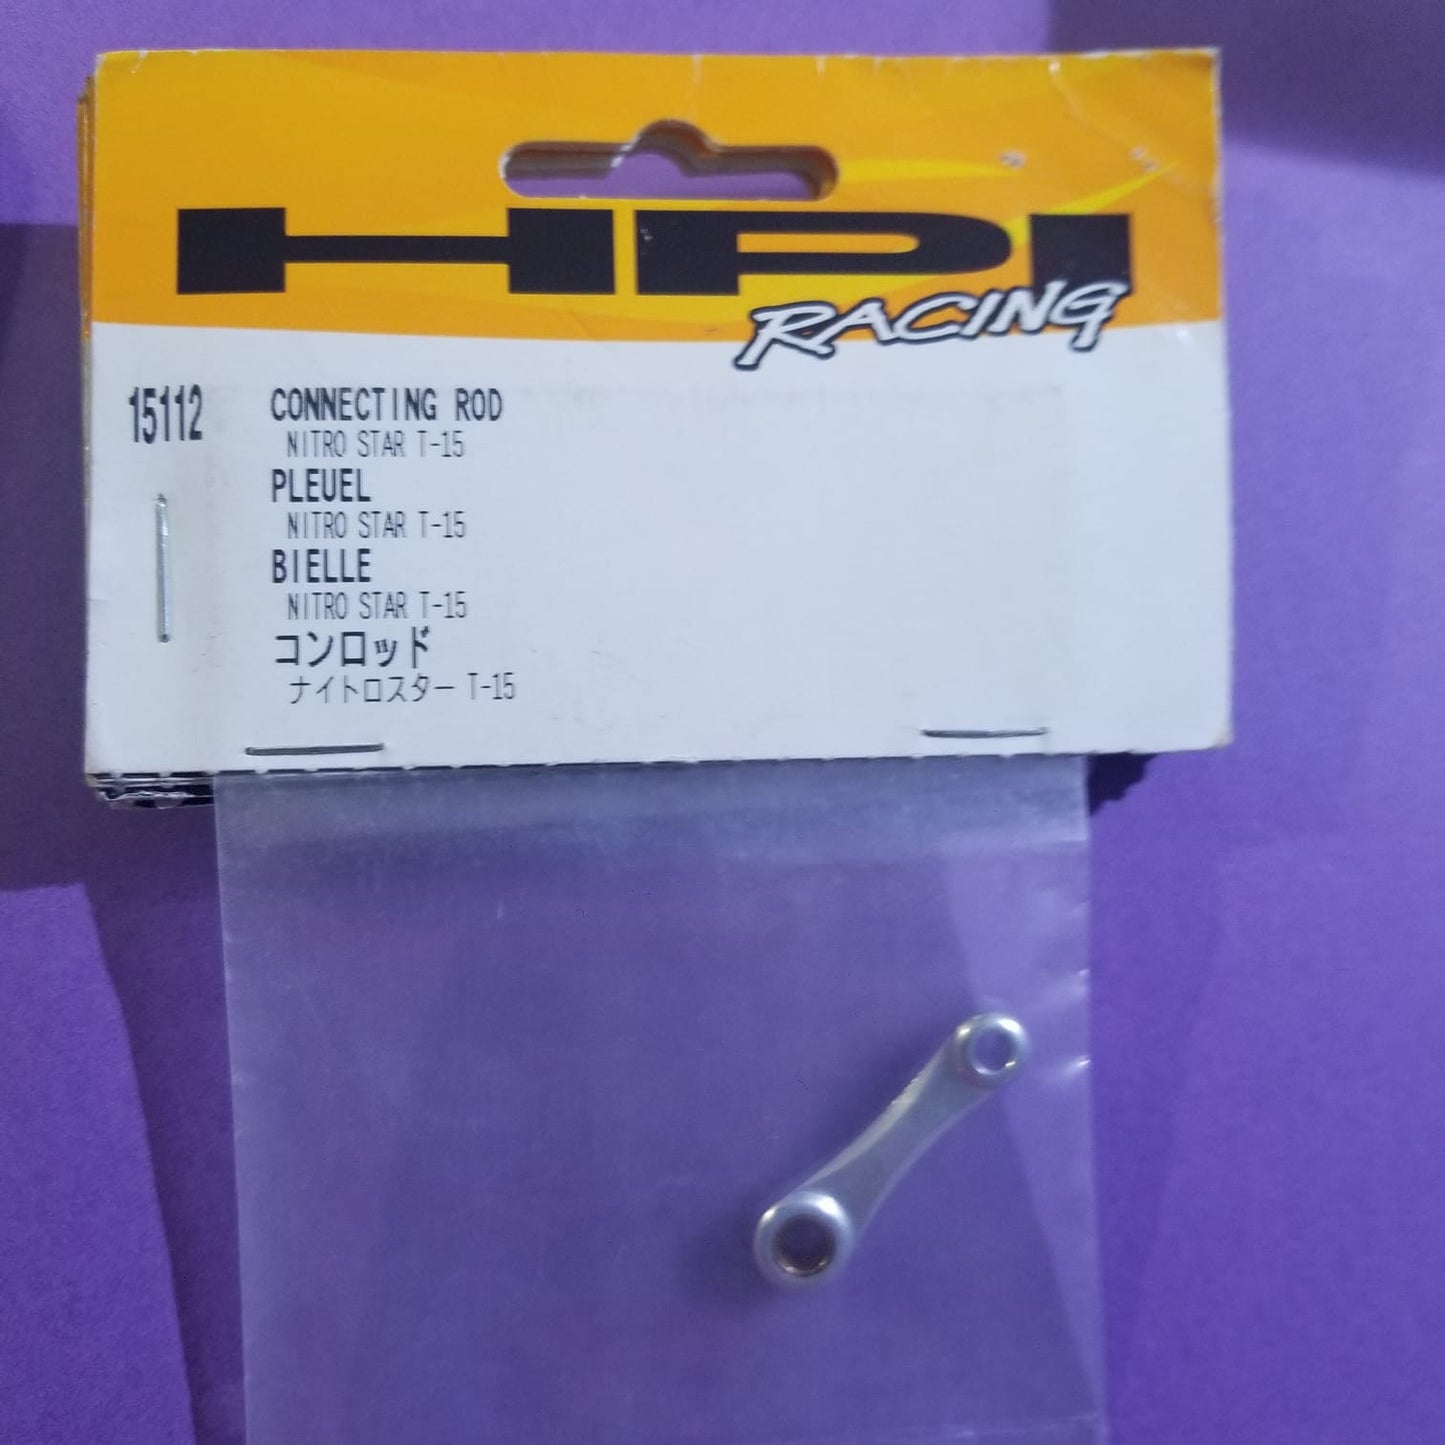 HPI
RACING
15112 CONNECTING ROD
NITRO STAR T-15
PLEUEL
NITRO STAR T-15
BIELLE
NITRO STAR T-15
コンロッド
ナイトロスター T-15